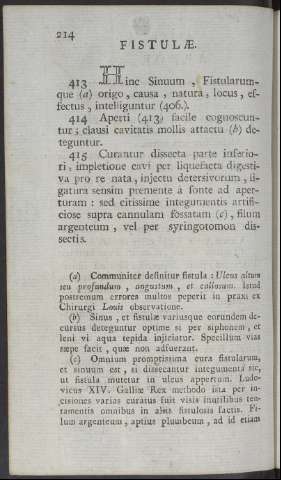 214
FISTULÆ.
413 Hinc Sinuum, Fistularum-
que (a) origo, causa, natura, locus, ef-
fectus, intelliguntur (406.).
414 Aperti (413) facile cognoscun-
tur; clausi cavitatis mollis attactu (b) de-
teguntur.
415 Curantur dissecta parte inferio-
ri, impletione cavi per liquefacta digesti-
va pro re nata, injectu detersivorum, li-
gatura sensim premente à fonte ad aper-
turam: sed citissime integumentis artifi-
ciose supra cannulam fossatam (c), filum
argenteum, vel per syringotomon dis-
sectis.
(a) Communiter definitur fistula: Ulcus altum
seu profundum, angustum, et callosum. Istud
postremum errores multos peperit in praxi ex
Chirurgi Louis observatione.
(b) Sinus, et fistulæ variusque eorundem de-
cursus deteguntur optime si per siphonem, et
leni vi aqua tepida injiciatur. Specillum vias
sæpe facit, quæ non adfuerant.
(c) Omnium promptissima cura fistularum,
et sinuum est, si dissecantur integumenta sic,
ut fistula mutetur in ulcus appertum. Ludo-
vicus XIV. Galliæ Rex methodo ista per in-
cisiones varias curatus fuit visis inutilibus ten-
tamentis omnibus in aliis fistulosis factis. Fi-
lum argenteum, aptius plumbeum, ad id etiam